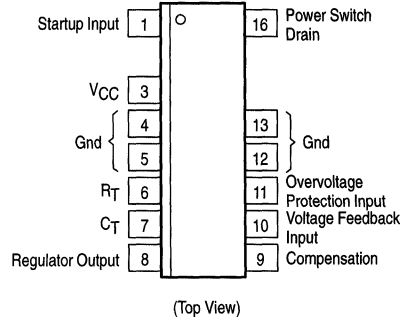 Startup Input 1
16 Power Switch
Drain
VCC 3
4
Gnd
5
13
Gnd
12
RT 6
11 Overvoltage
Protection Input
CT 7
10 Voltage Feedback
Input
Regulator Output 8
9 Compensation
(Top View)